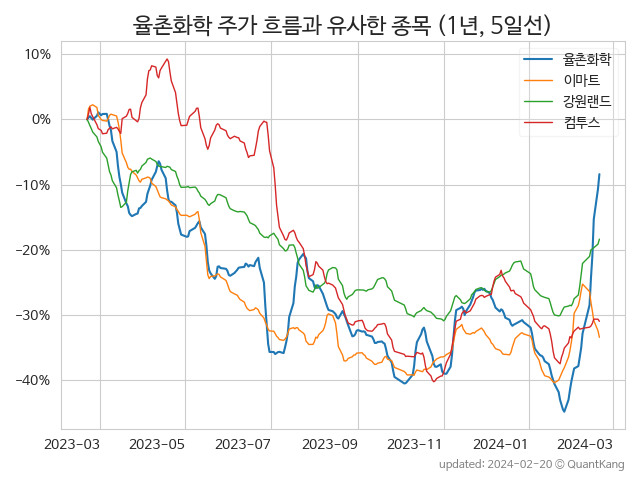 율촌화학 주가 흐름과 유사한 종목 (1년, 5일선)
10%
0%
−10%
−20%
−30%
−40%
율촌화학
이마트
강원랜드
컴투스
2023-03 2023-05 2023-07 2023-09 2023-11 2024-01 2024-03
updated: 2024-02-20 © QuantKang